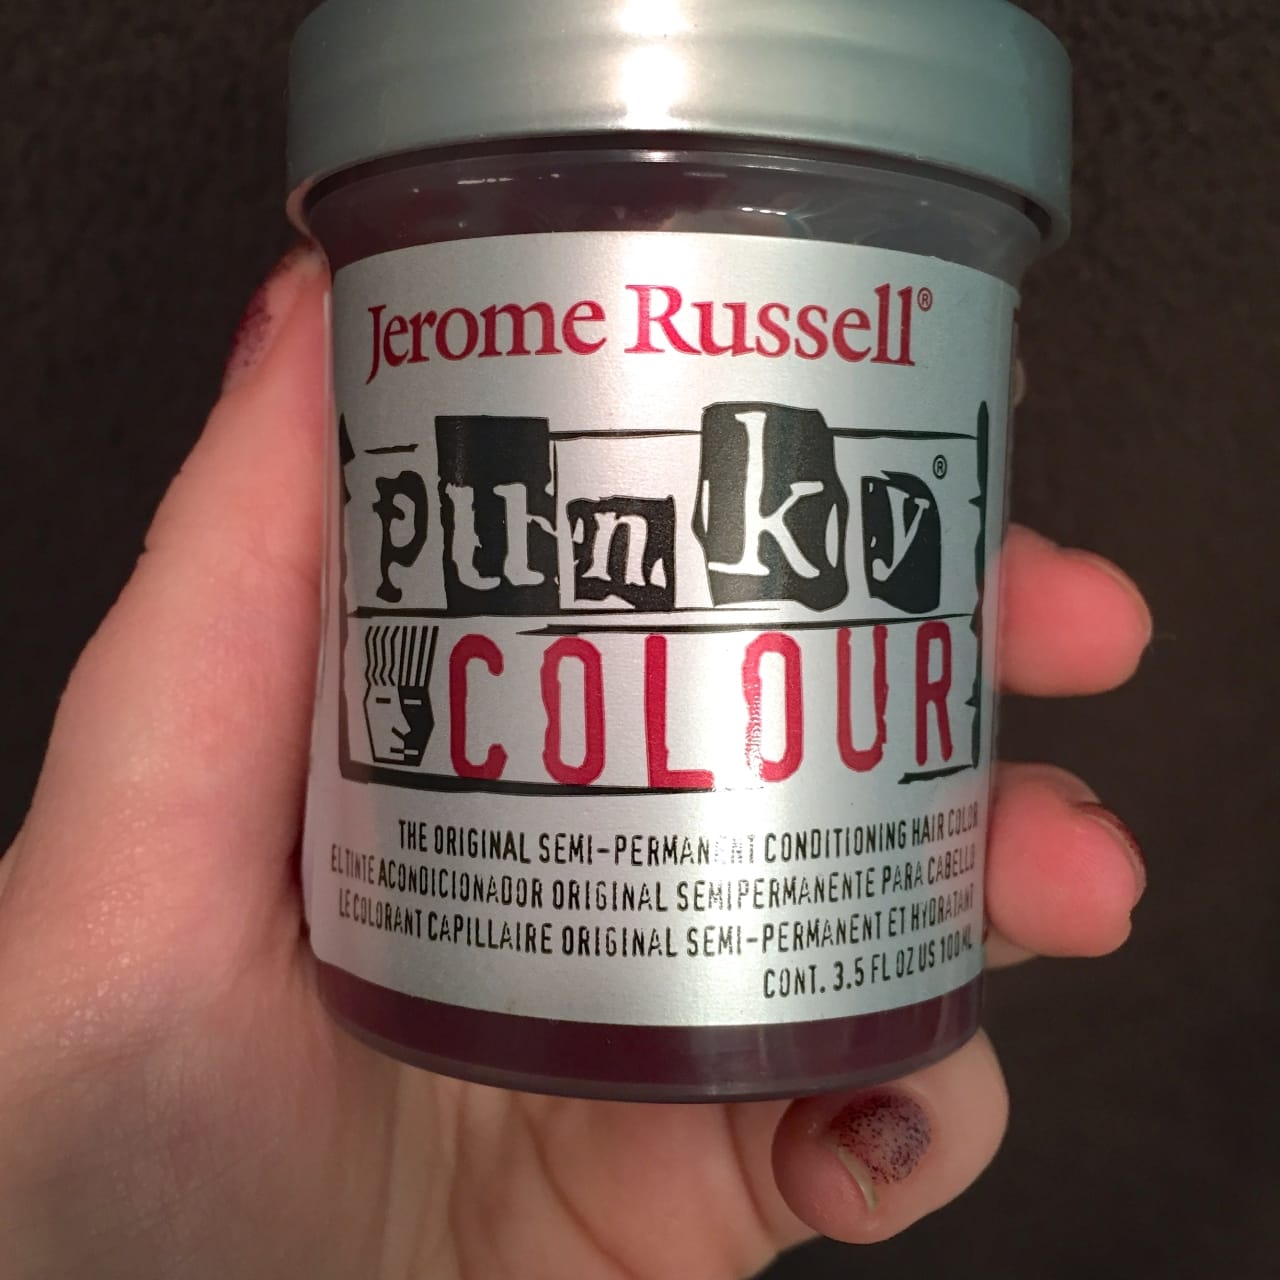 Jerome Russell®
punky®
COLOUR
THE ORIGINAL SEMI-PERMANENT CONDITIONING HAIR COLOR
EL TINTE ACONDICIONADOR ORIGINAL SEMIPERMANENTE PARA CABELLO
LE COLORANT CAPILLAIRE ORIGINAL SEMI-PERMANENT ET HYDRATANT
CONT. 3.5 FL OZ US 100 ML